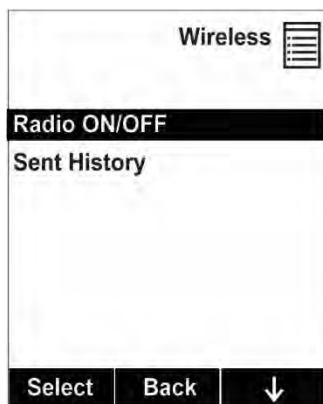 Wireless
Radio ON/OFF
Sent History
Select Back ↓